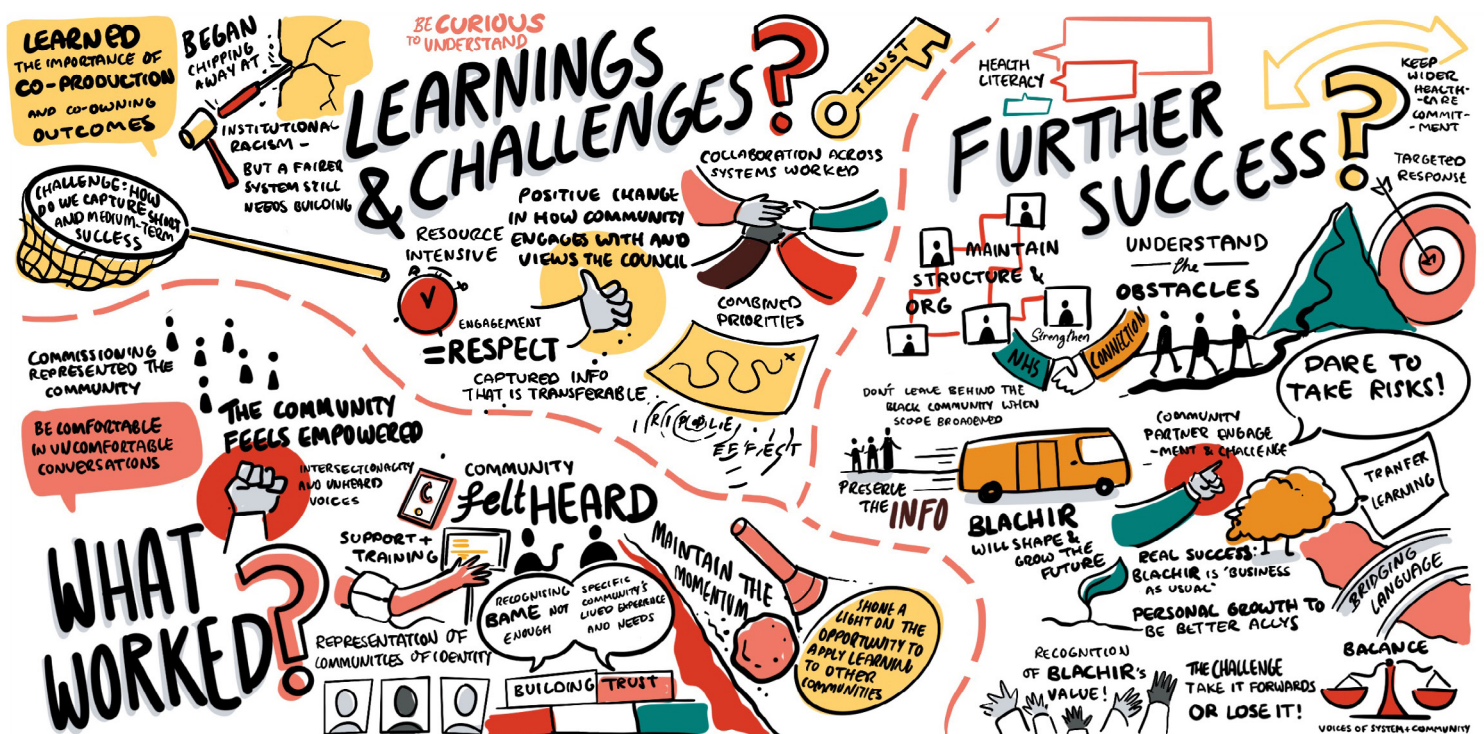 LEARNED
THE IMPORTANCE OF
CO-PRODUCTION
AND CO-OWNING
OUTCOMES
BEGAN
CHIPPING
AWAY AT
INSTITUTIONAL
RACISM -
BUT A FAIRER
SYSTEM STILL
NEEDS BUILDING
CHALLENGE: HOW
DO WE CAPTURE SHORT
AND MEDIUM-TERM
SUCCESS
BE CURIOUS
TO UNDERSTAND
LEARNINGS
& CHALLENGES?
TRUST
RESOURCE
INTENSIVE
POSITIVE CHANGE
IN HOW COMMUNITY
ENGAGES WITH AND
VIEWS THE COUNCIL
ENGAGEMENT
=RESPECT
CAPTURED INFO
THAT IS TRANSFERABLE
COLLABORATION ACROSS
SYSTEMS WORKED
COMBINED
PRIORITIES
x
RIPPLE
EFFECT
COMMISSIONING
REPRESENTED THE
COMMUNITY
BE COMFORTABLE
IN UNCOMFORTABLE
CONVERSATIONS
THE COMMUNITY
FEELS EMPOWERED
INTERSECTIONALITY
AND UNHEARD
VOICES
WHAT
WORKED?
COMMUNITY
felt HEARD
SUPPORT +
TRAINING
REPRESENTATION OF
COMMUNITIES OF IDENTITY
RECOGNISING
BAME NOT
ENOUGH
SPECIFIC
COMMUNITY'S
LIVED EXPERIENCE
AND NEEDS
BUILDING TRUST
MAINTAIN THE
MOMENTUM
SHONE A
LIGHT ON THE
OPPORTUNITY TO
APPLY LEARNING
TO OTHER
COMMUNITIES
HEALTH
LITERACY
FURTHER
SUCCESS?
KEEP
WIDER
HEALTH-
-CARE
COMMIT-
-MENT
TARGETED
RESPONSE
MAINTAIN
STRUCTURE &
ORG
Strengthen
NHS
CONNECTION
UNDERSTAND
the
OBSTACLES
DARE TO
TAKE RISKS!
DON'T LEAVE BEHIND THE
BLACK COMMUNITY WHEN
SCOPE BROADENED
PRESERVE
THE INFO
BLACHIR
WILL SHAPE &
GROW THE
FUTURE
COMMUNITY
PARTNER ENGAGE
-MENT & CHALLENGE
TRANFER
LEARNING
REAL SUCCESS:
BLACHIR IS "BUSINESS
AS USUAL"
BRIDGING
LANGUAGE
PERSONAL GROWTH TO
BE BETTER ALLYS
RECOGNITION
OF BLACHIR'S
VALUE!
THE CHALLENGE
TAKE IT FORWARDS
OR LOSE IT!
BALANCE
VOICES OF SYSTEM+COMMUNITY